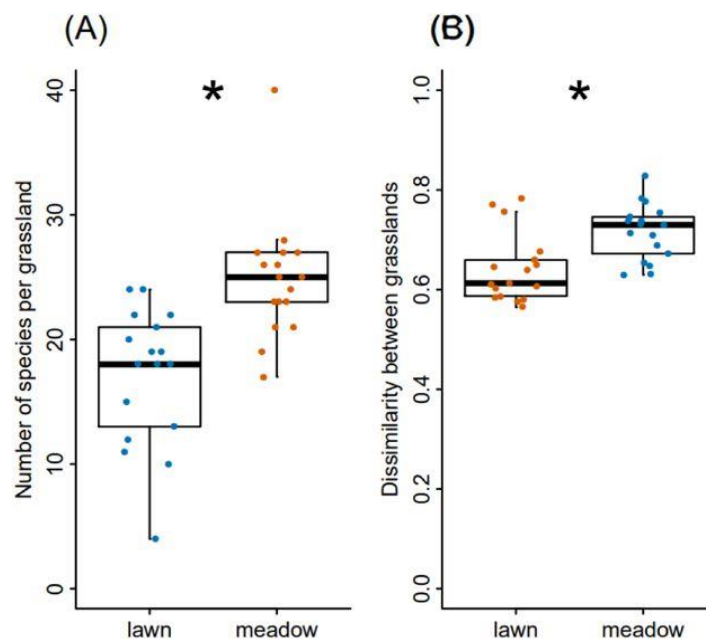 (A)
*
Number of species per grassland
40
30
20
10
0
lawn
meadow
(B)
*
Dissimilarity between grasslands
1.0
0.8
0.6
0.4
0.2
0.0
lawn
meadow